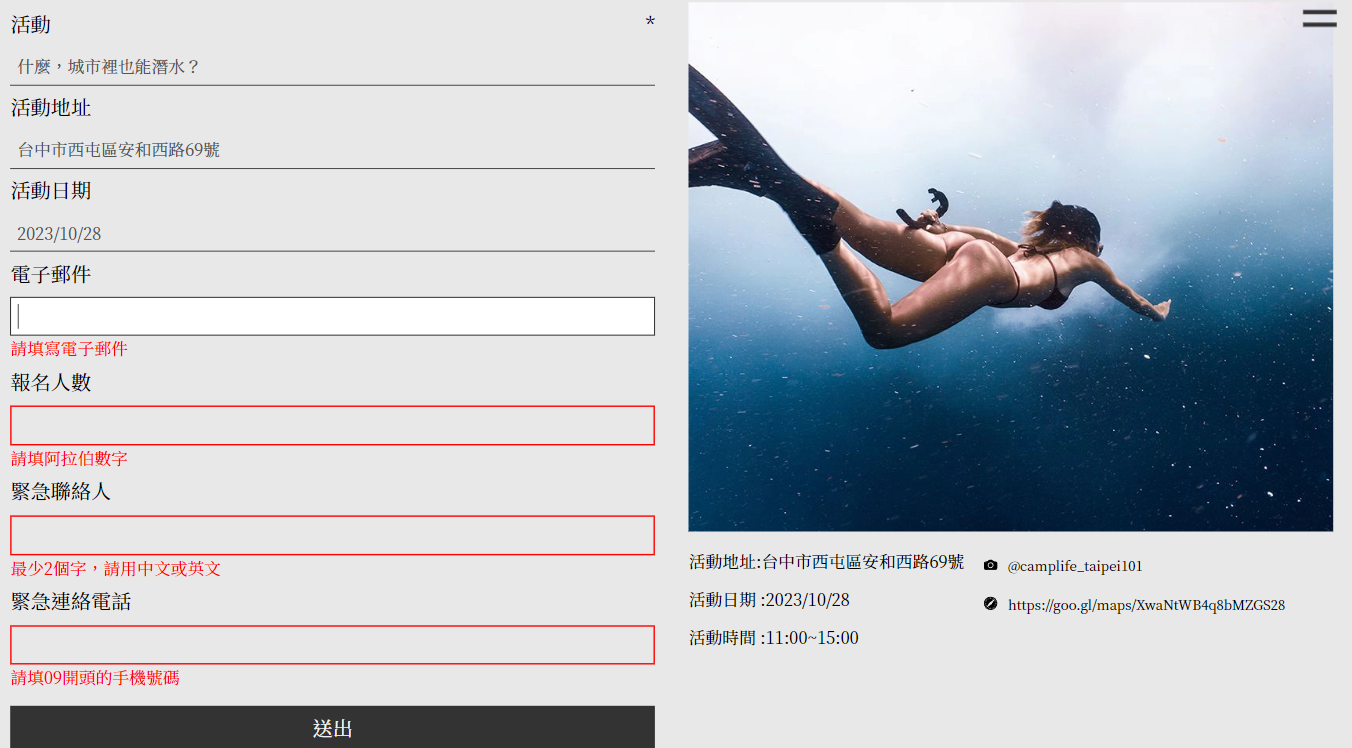 活動
*
什麼，城市裡也能潛水？
活動地址
台中市西屯區安和西路69號
活動日期
2023/10/28
電子郵件
請填寫電子郵件
報名人數
請填阿拉伯數字
緊急聯絡人
最少2個字，請用中文或英文
緊急連絡電話
請填09開頭的手機號碼
送出
活動地址:台中市西屯區安和西路69號
活動日期 :2023/10/28
活動時間 :11:00~15:00
@camplife_taipei101
https://goo.gl/maps/XwaNtWB4q8bMZGS28